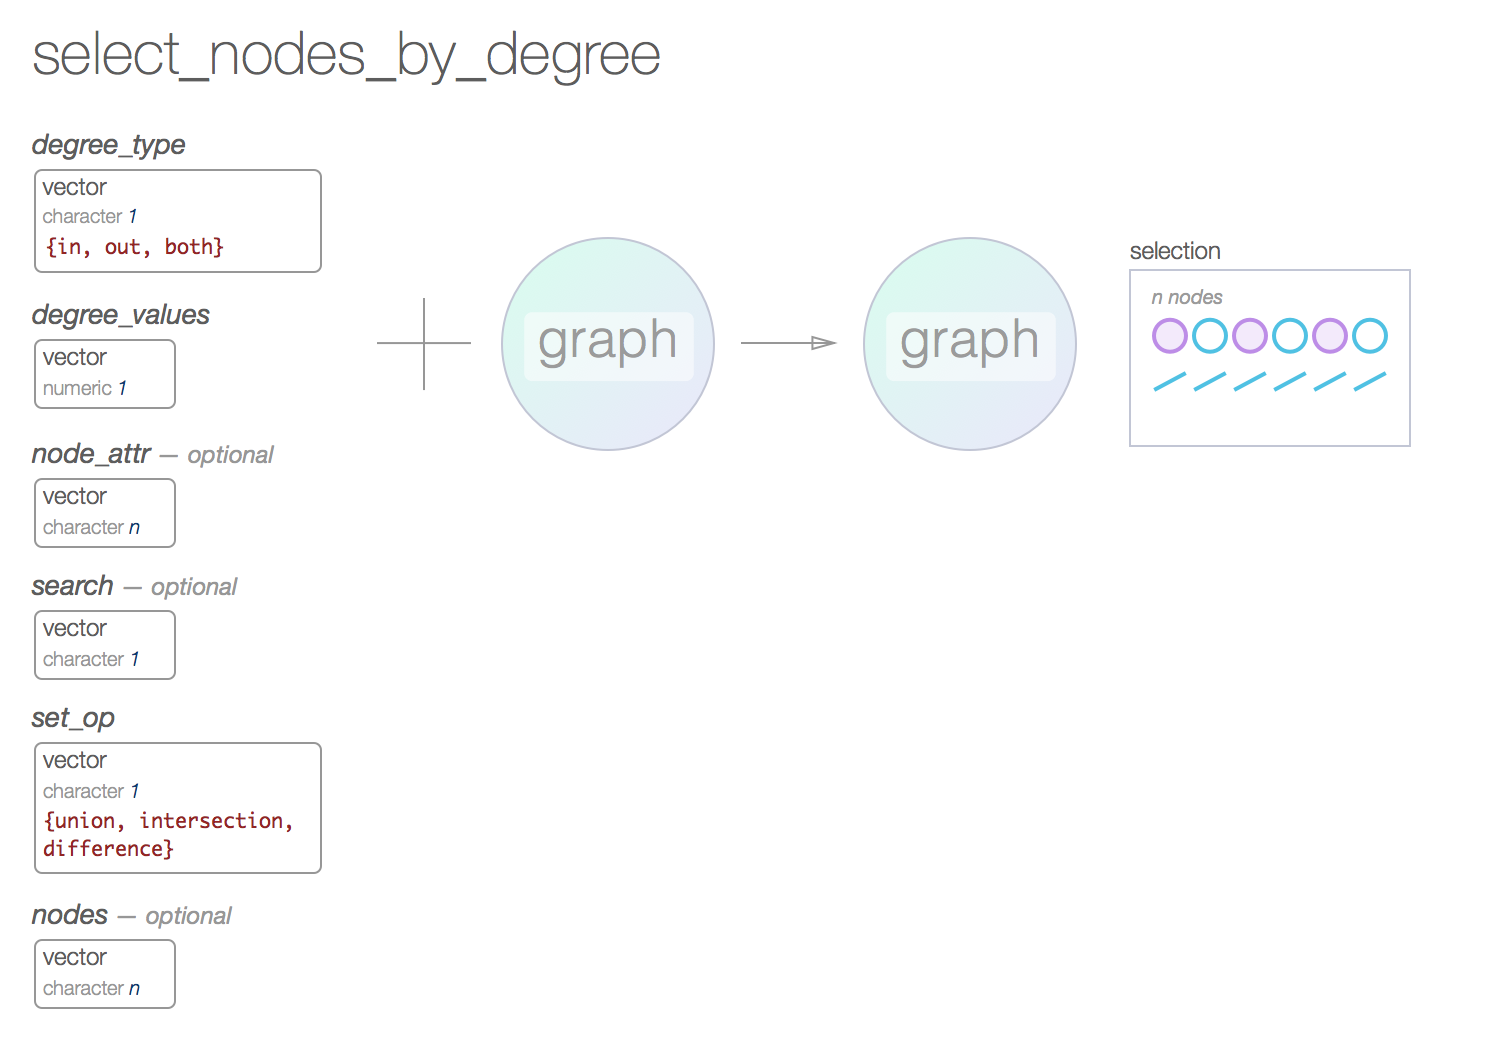 select_nodes_by_degree
degree_type
vector
character 1
{in, out, both}
degree_values
vector
numeric 1
node_attr — optional
vector
character n
search — optional
vector
character 1
set_op
vector
character 1
{union, intersection,
difference}
nodes — optional
vector
character n
graph
graph
selection
n nodes